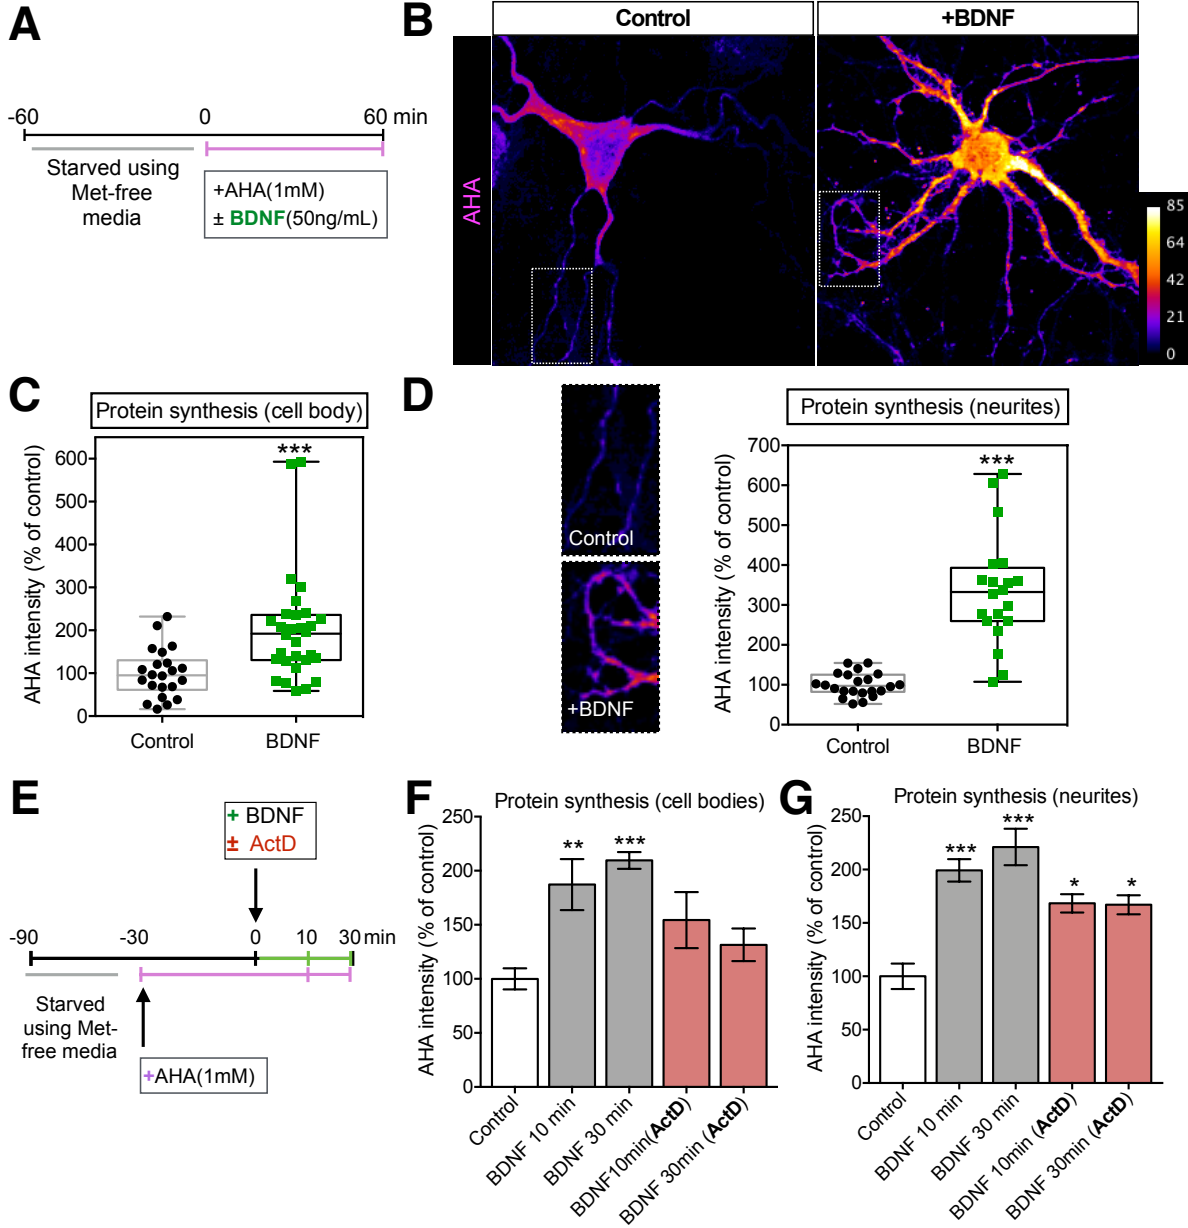 A
-60
0
60 min
Starved using
Met-free
media
+AHA(1mM)
± BDNF(50ng/mL)
B
Control
+BDNF
AHA
85
64
42
21
0
C
Protein synthesis (cell body)
AHA intensity (% of control)
600
500
400
300
200
100
0
***
Control
BDNF
D
Control
+BDNF
Protein synthesis (neurites)
AHA intensity (% of control)
700
600
500
400
300
200
100
0
***
Control
BDNF
E
+ BDNF
± ActD
-90
-30
0
10
30 min
Starved
using Met-
free media
+AHA(1mM)
F
Protein synthesis (cell bodies)
AHA intensity (% of control)
250
200
150
100
50
0
**
***
Control
BDNF 10 min
BDNF 30 min
BDNF10min(ActD)
BDNF 30min (ActD)
G
Protein synthesis (neurites)
AHA intensity (% of control)
250
200
150
100
50
0
***
***
*
*
Control
BDNF 10 min
BDNF 30 min
BDNF 10min (ActD)
BDNF 30min (ActD)